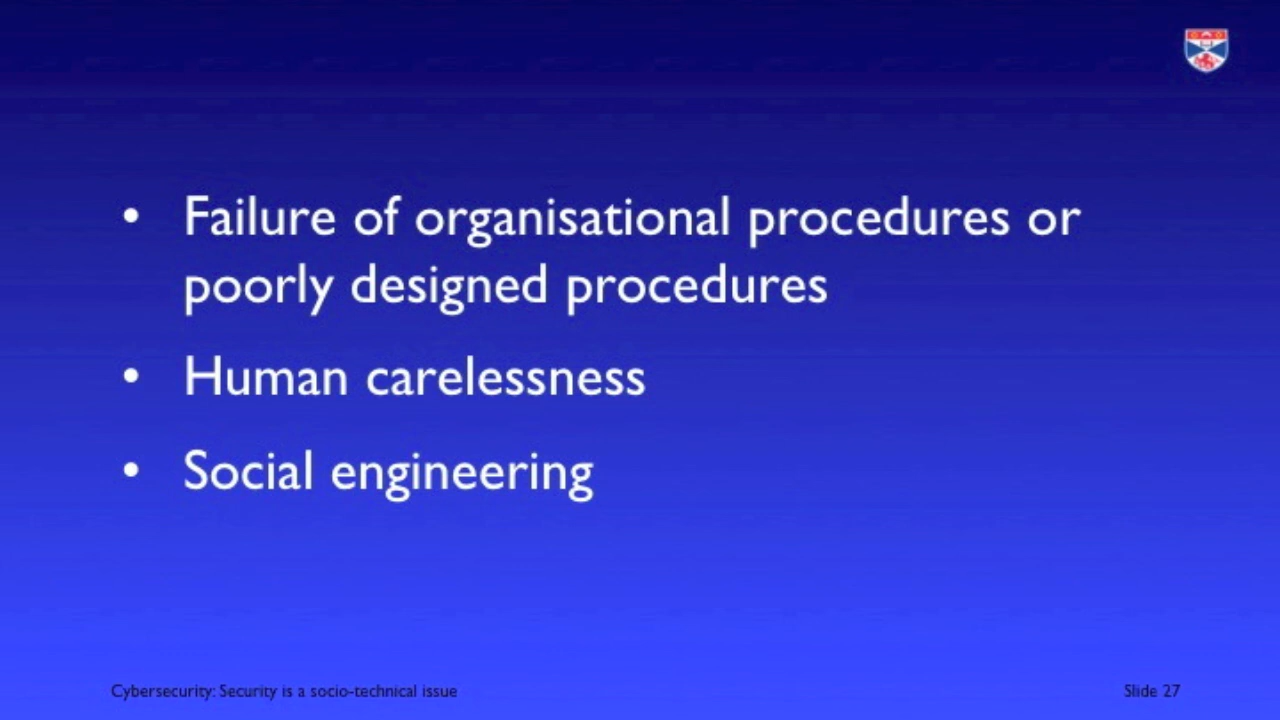 • Failure of organisational procedures or
poorly designed procedures
• Human carelessness
• Social engineering
Cybersecurity: Security is a socio-technical issue
Slide 27